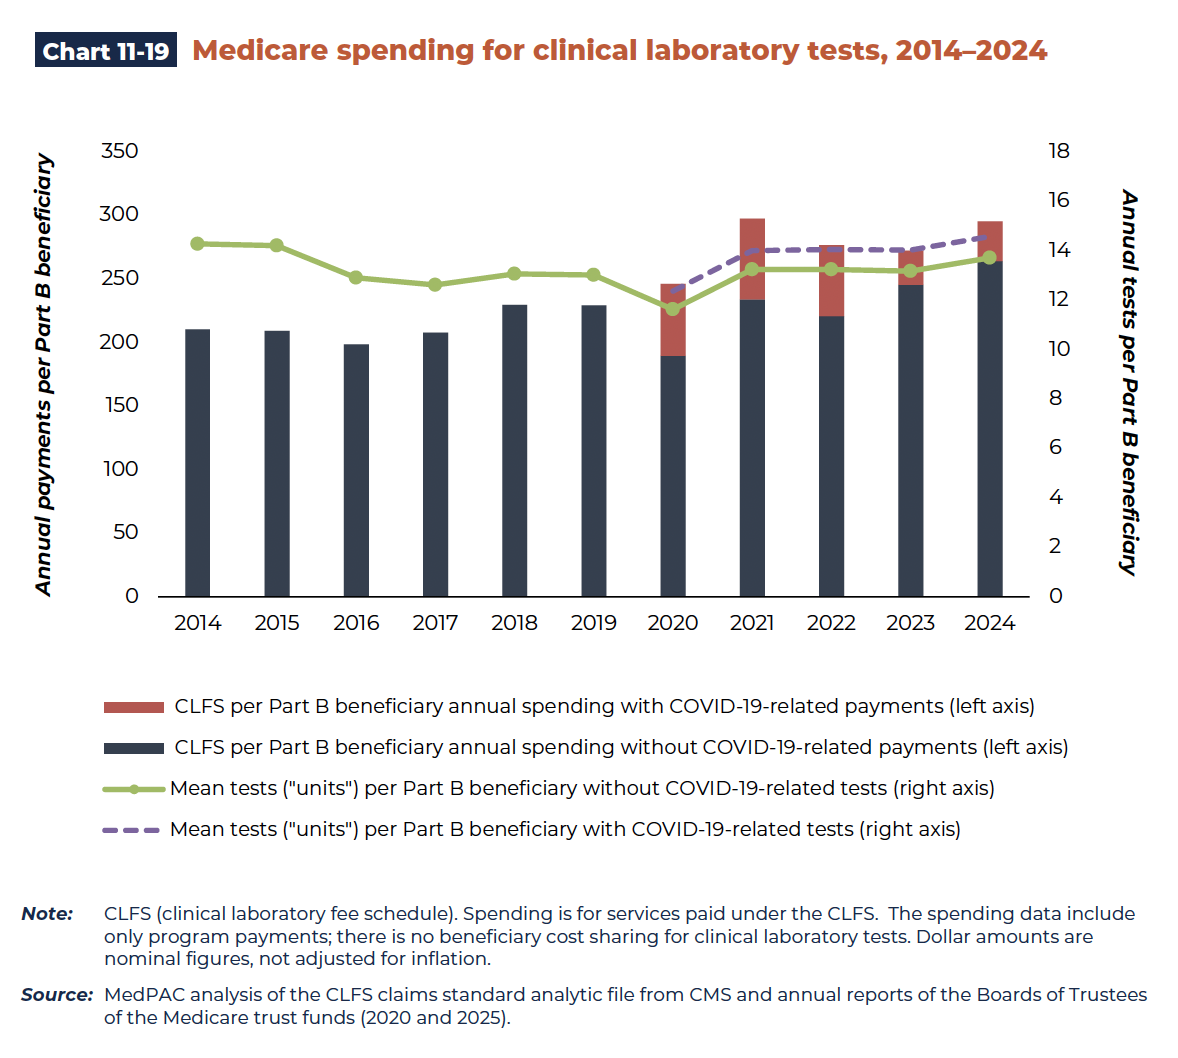 Chart 11-19 Medicare spending for clinical laboratory tests, 2014–2024
Annual payments per Part B beneficiary
350
300
250
200
150
100
50
0
18
16
14
12
10
8
6
4
2
0
Annual tests per Part B beneficiary
2014 2015 2016 2017 2018 2019 2020 2021 2022 2023 2024
CLFS per Part B beneficiary annual spending with COVID-19-related payments (left axis)
CLFS per Part B beneficiary annual spending without COVID-19-related payments (left axis)
Mean tests ("units") per Part B beneficiary without COVID-19-related tests (right axis)
Mean tests ("units") per Part B beneficiary with COVID-19-related tests (right axis)
Note: CLFS (clinical laboratory fee schedule). Spending is for services paid under the CLFS. The spending data include
only program payments; there is no beneficiary cost sharing for clinical laboratory tests. Dollar amounts are
nominal figures, not adjusted for inflation.
Source: MedPAC analysis of the CLFS claims standard analytic file from CMS and annual reports of the Boards of Trustees
of the Medicare trust funds (2020 and 2025).